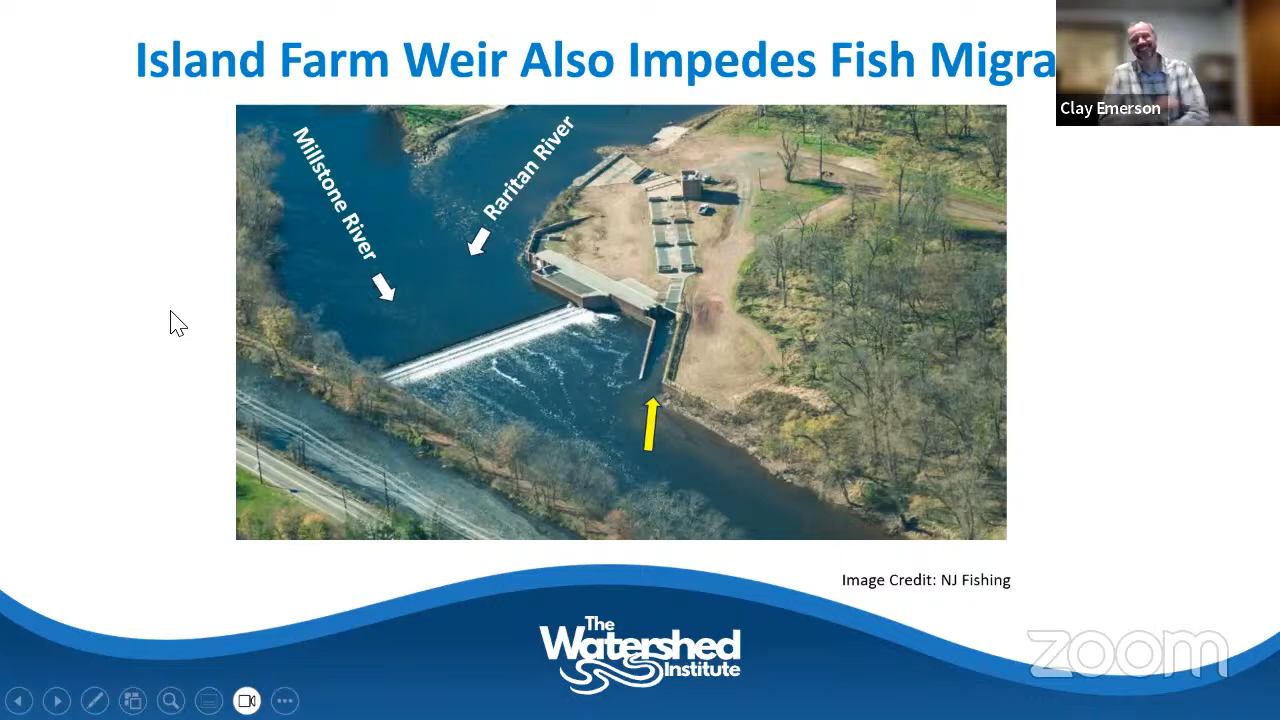 Island Farm Weir Also Impedes Fish Migra
Clay Emerson
Millstone River
Raritan River
Image Credit: NJ Fishing
The
Watershed
Institute
zoom